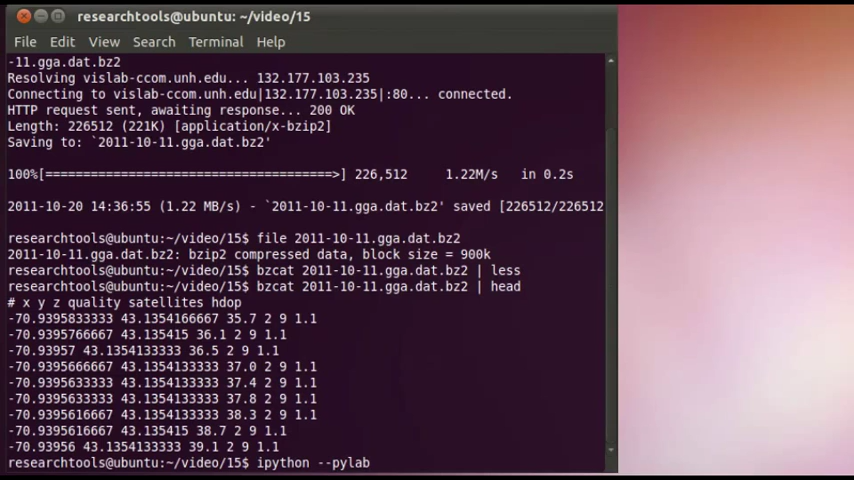 researchtools@ubuntu: ~/video/15
File Edit View Search Terminal Help
-11.gga.dat.bz2
Resolving vislab-ccom.unh.edu... 132.177.103.235
Connecting to vislab-ccom.unh.edu|132.177.103.235|:80... connected.
HTTP request sent, awaiting response... 200 OK
Length: 226512 (221K) [application/x-bzip2]
Saving to: `2011-10-11.gga.dat.bz2'
100%[======================================>] 226,512     1.22M/s   in 0.2s
2011-10-20 14:36:55 (1.22 MB/s) - `2011-10-11.gga.dat.bz2' saved [226512/226512
researchtools@ubuntu:~/video/15$ file 2011-10-11.gga.dat.bz2
2011-10-11.gga.dat.bz2: bzip2 compressed data, block size = 900k
researchtools@ubuntu:~/video/15$ bzcat 2011-10-11.gga.dat.bz2 | less
researchtools@ubuntu:~/video/15$ bzcat 2011-10-11.gga.dat.bz2 | head
# x y z quality satellites hdop
-70.9395833333 43.1354166667 35.7 2 9 1.1
-70.9395766667 43.135415 36.1 2 9 1.1
-70.93957 43.1354133333 36.5 2 9 1.1
-70.9395666667 43.1354133333 37.0 2 9 1.1
-70.9395633333 43.1354133333 37.4 2 9 1.1
-70.9395633333 43.1354133333 37.8 2 9 1.1
-70.9395616667 43.1354133333 38.3 2 9 1.1
-70.9395616667 43.135415 38.7 2 9 1.1
-70.93956 43.1354133333 39.1 2 9 1.1
researchtools@ubuntu:~/video/15$ ipython --pylab